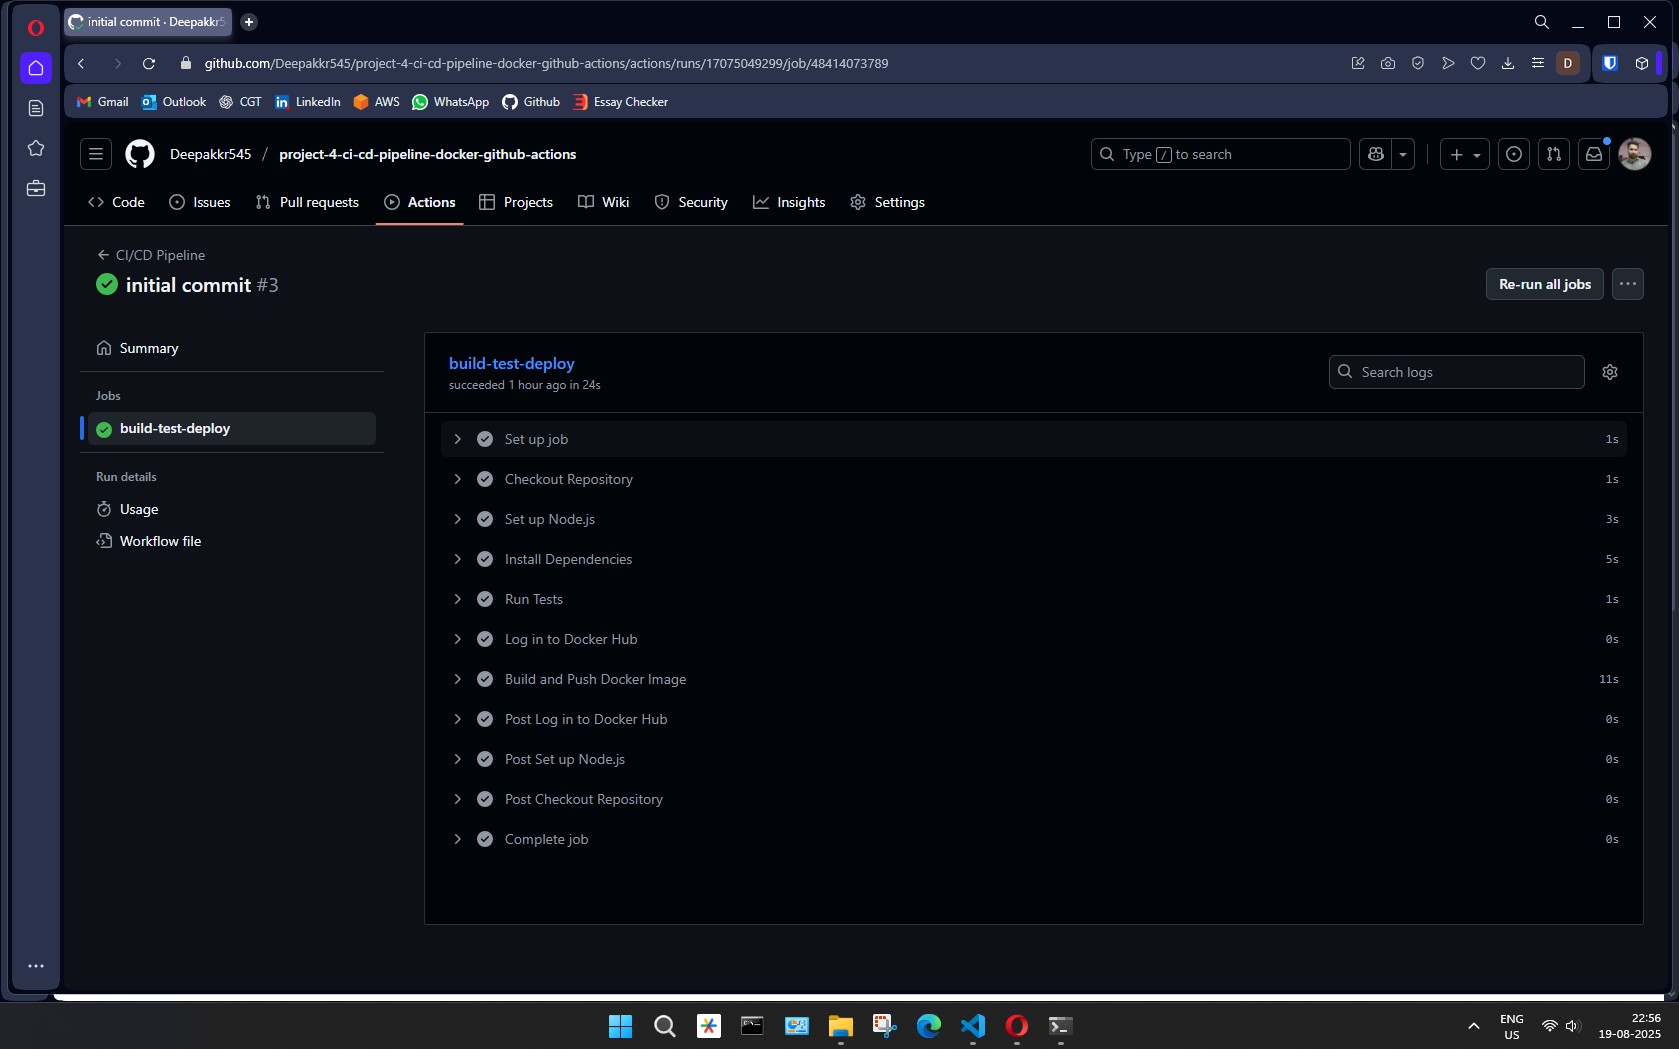 initial commit · Deepakkr5
github.com/Deepakkr545/project-4-ci-cd-pipeline-docker-github-actions/actions/runs/17075049299/job/48414073789
D
Gmail Outlook CGT LinkedIn AWS WhatsApp Github Essay Checker
Deepakkr545 / project-4-ci-cd-pipeline-docker-github-actions
Type / to search
Code Issues Pull requests Actions Projects Wiki Security Insights Settings
CI/CD Pipeline
initial commit #3
Re-run all jobs
Summary
Jobs
build-test-deploy
Run details
Usage
Workflow file
build-test-deploy
succeeded 1 hour ago in 24s
Search logs
Set up job 1s
Checkout Repository 1s
Set up Node.js 3s
Install Dependencies 5s
Run Tests 1s
Log in to Docker Hub 0s
Build and Push Docker Image 11s
Post Log in to Docker Hub 0s
Post Set up Node.js 0s
Post Checkout Repository 0s
Complete job 0s
ENG
US
22:56
19-08-2025